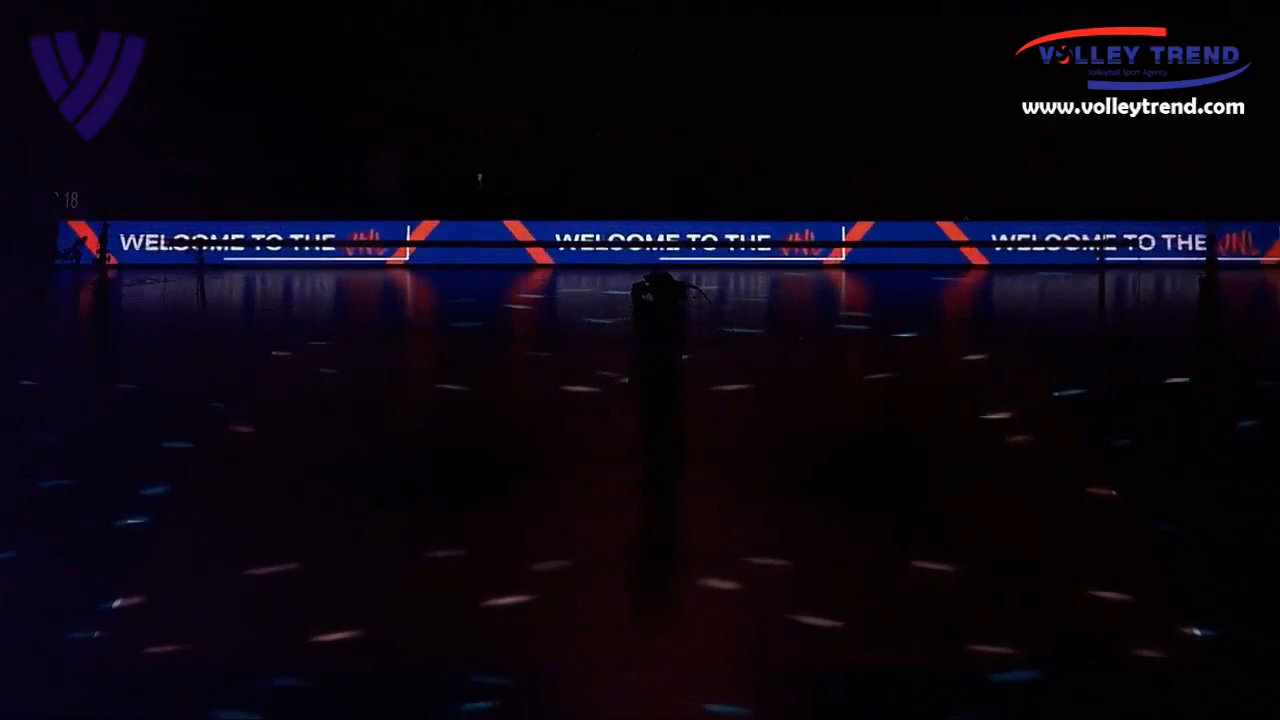 VOLLEY TREND
Volleyball Sport Agency
www.volleytrend.com
18
WELCOME TO THE VNL
WELCOME TO THE VNL
WELCOME TO THE VNL